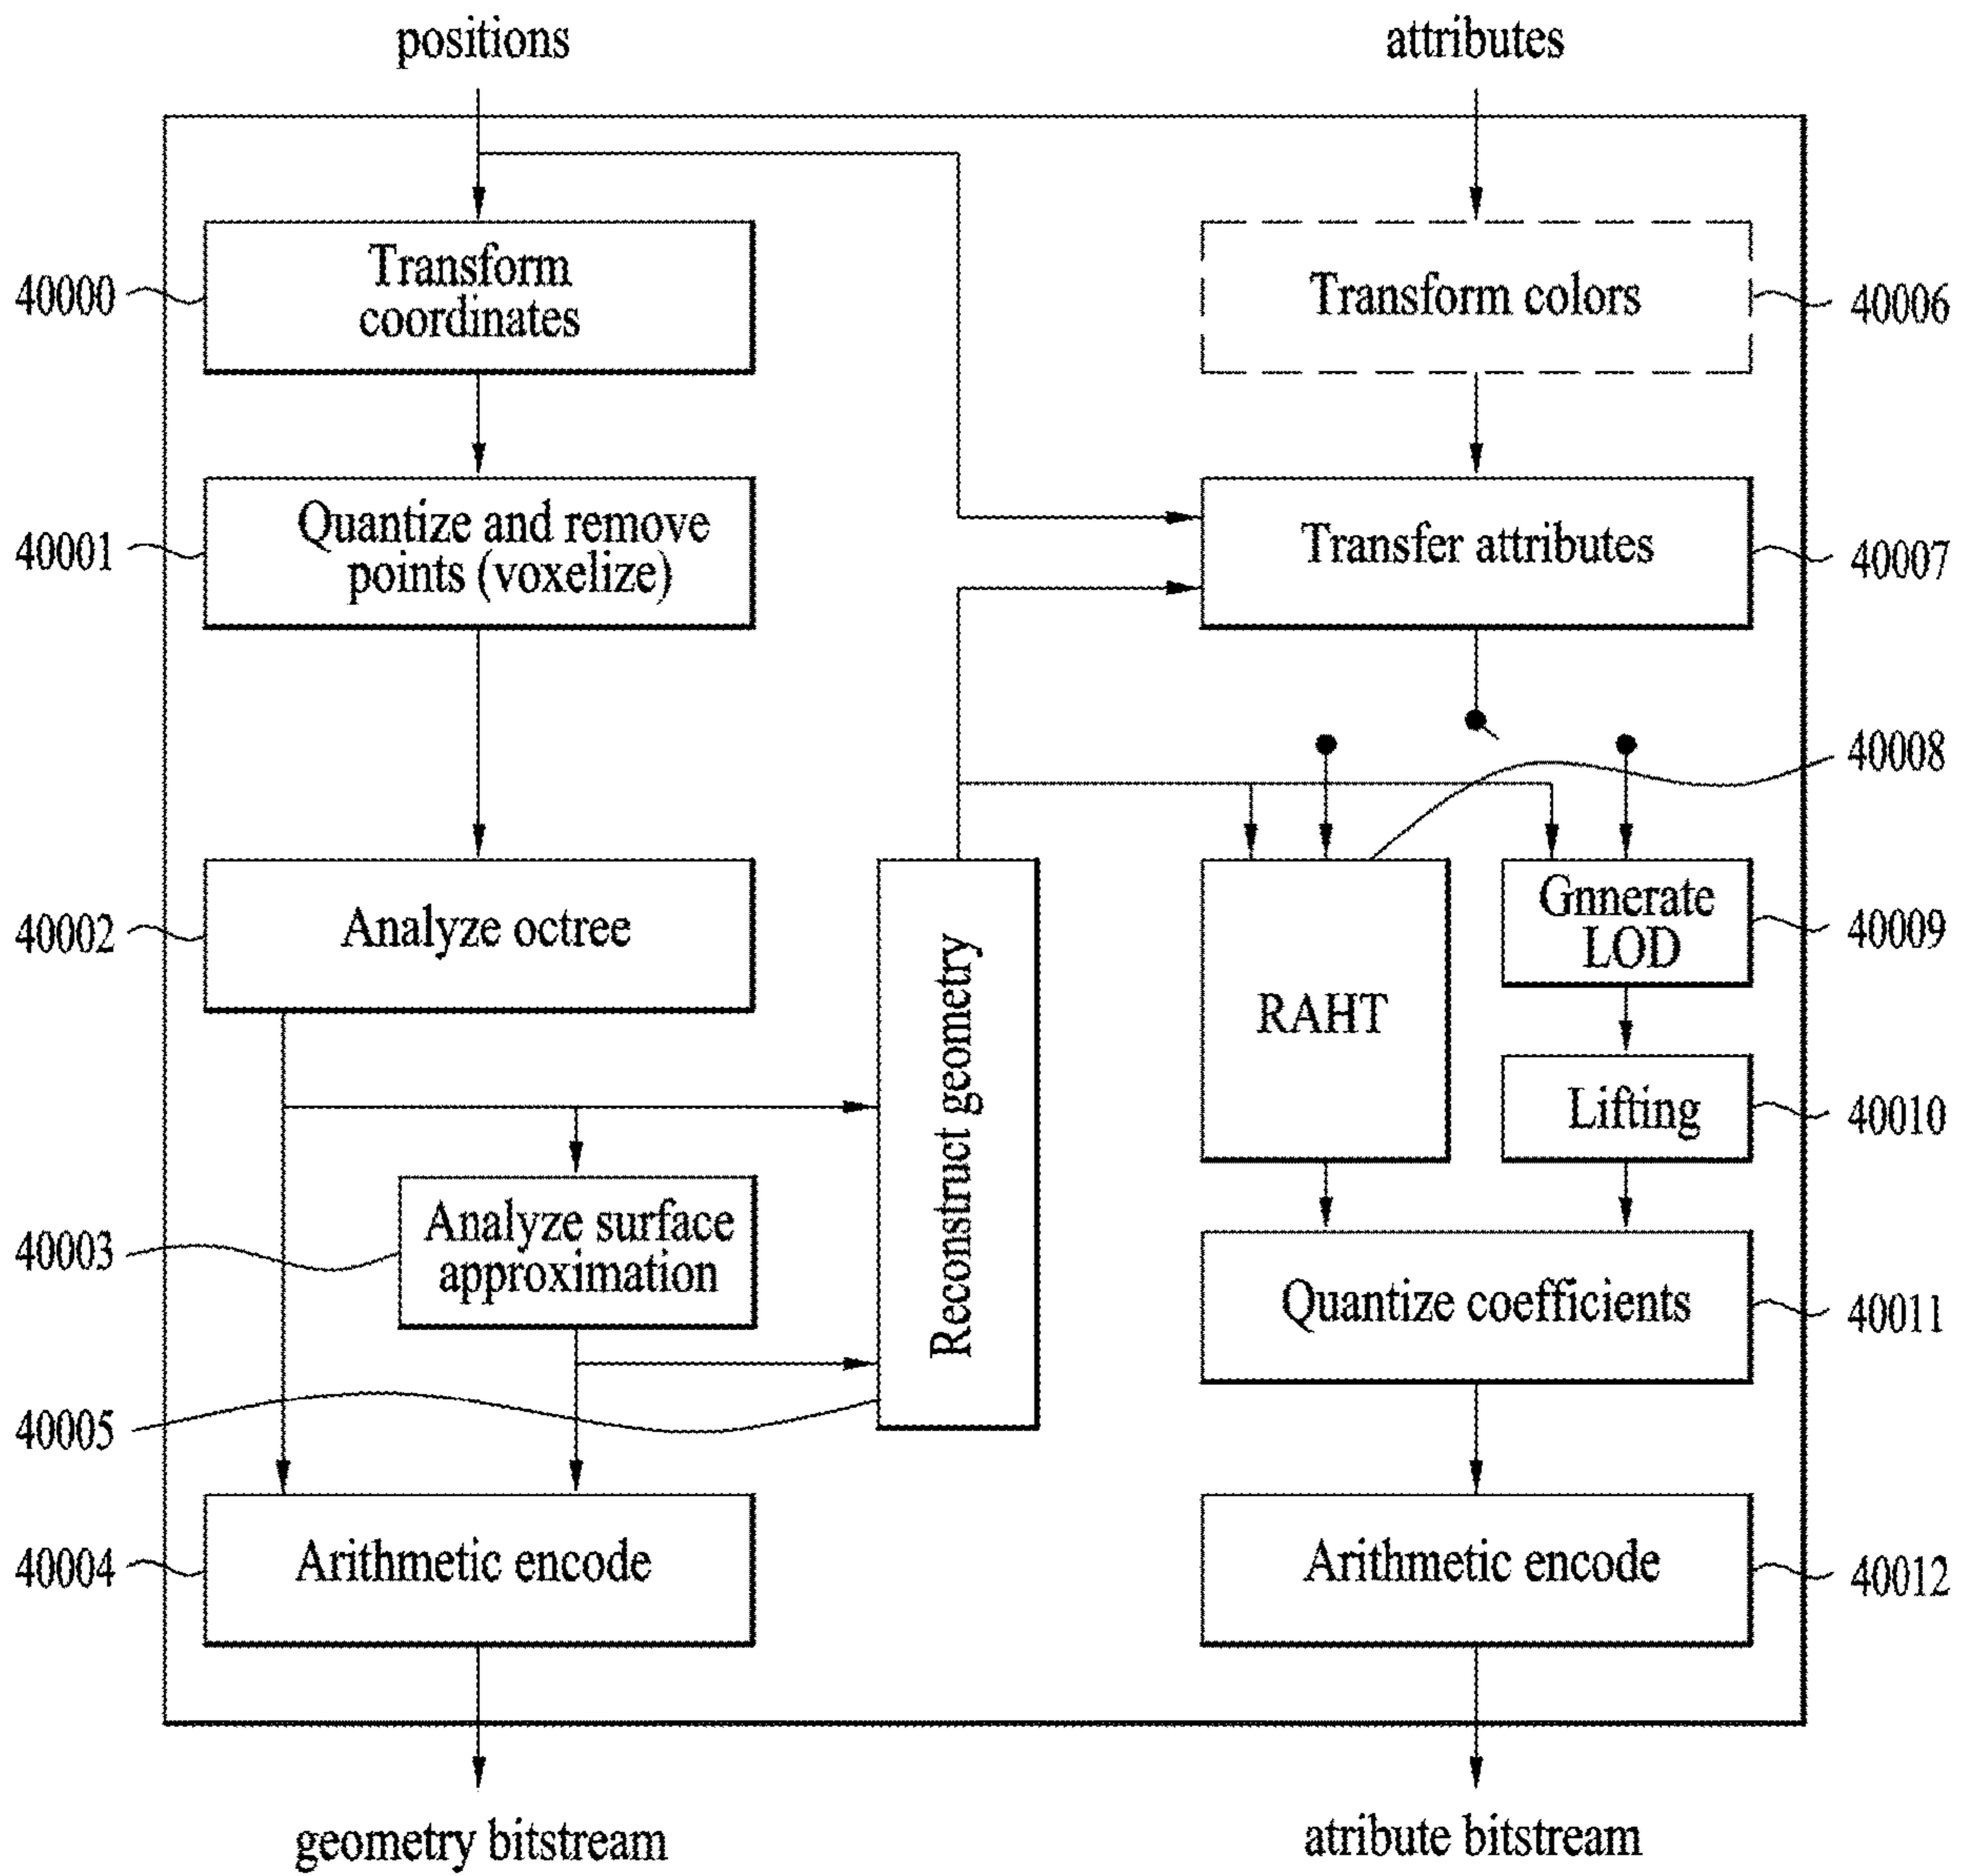 positions
attributes
40000
Transform
coordinates
Transform colors
40006
40001
Quantize and remove
points (voxelize)
Transfer attributes
40007
40008
40002
Analyze octree
Reconstruct geometry
RAHT
Gnnerate
LOD
40009
Lifting
40010
40003
Analyze surface
approximation
Quantize coefficients
40011
40005
40004
Arithmetic encode
Arithmetic encode
40012
geometry bitstream
atribute bitstream